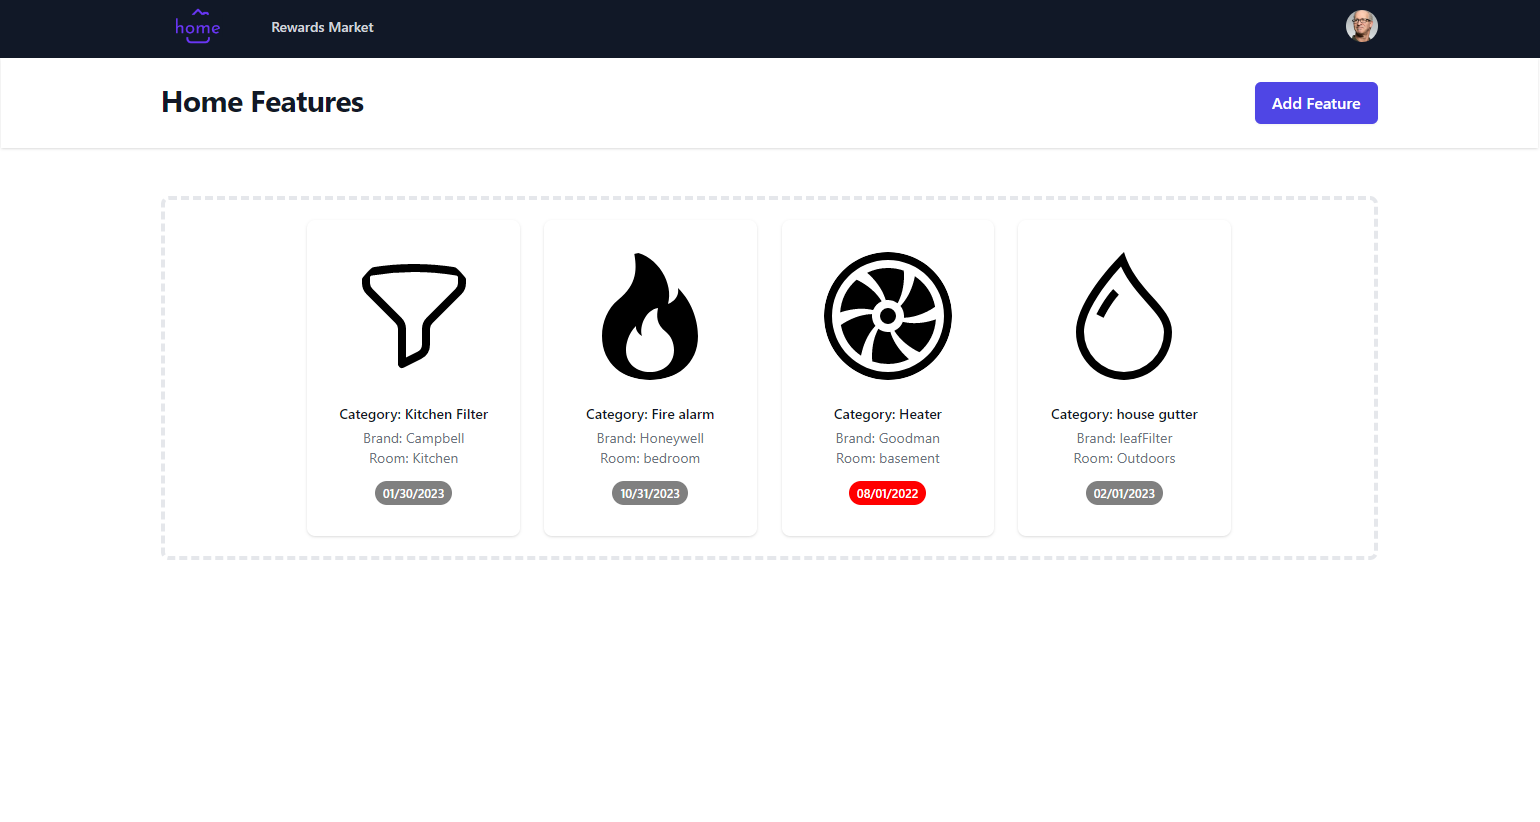 home
Rewards Market
Home Features
Add Feature
Category: Kitchen Filter
Brand: Campbell
Room: Kitchen
01/30/2023
Category: Fire alarm
Brand: Honeywell
Room: bedroom
10/31/2023
Category: Heater
Brand: Goodman
Room: basement
08/01/2022
Category: house gutter
Brand: leafFilter
Room: Outdoors
02/01/2023